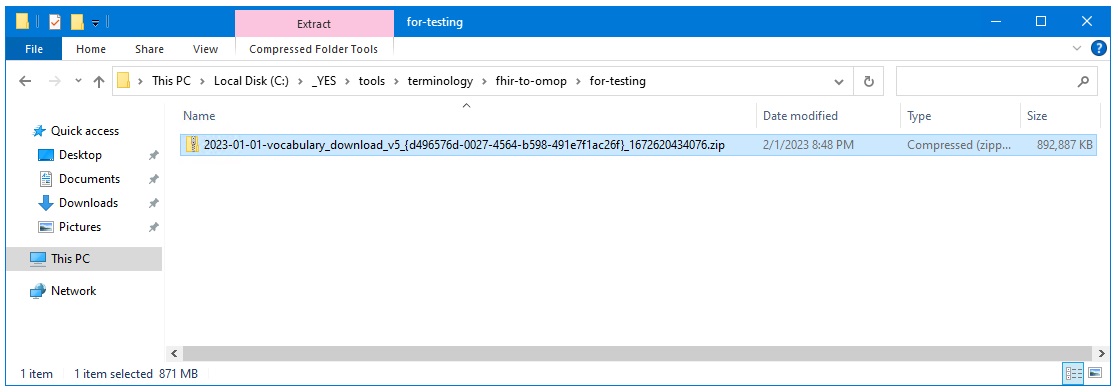 Extract
for-testing
File
Home
Share
View
Compressed Folder Tools
This PC > Local Disk (C:) > _YES > tools > terminology > fhir-to-omop > for-testing
Name
Date modified
Type
Size
Quick access
Desktop
Documents
Downloads
Pictures
This PC
Network
2023-01-01-vocabulary_download_v5_{d496576d-0027-4564-b598-491e7f1ac26f}_1672620434076.zip
2/1/2023 8:48 PM
Compressed (zipp...
892,887 KB
1 item
1 item selected 871 MB